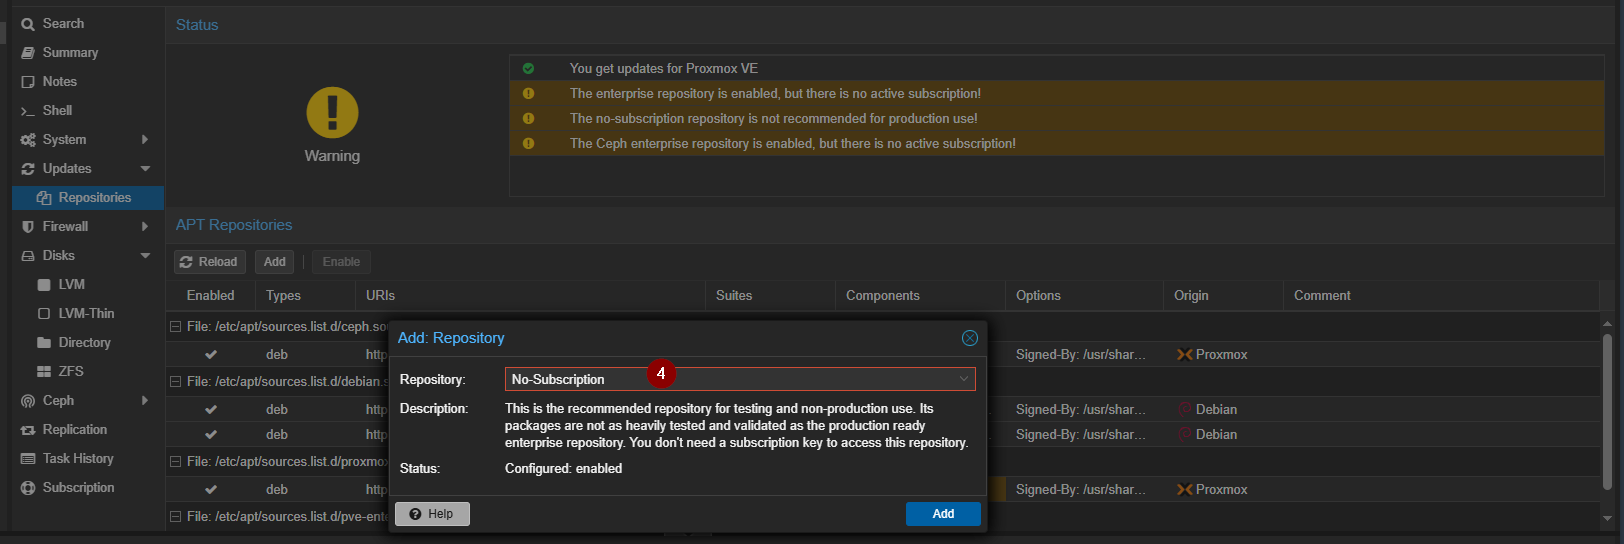 Search
Summary
Notes
Shell
System
Updates
Repositories
Firewall
Disks
LVM
LVM-Thin
Directory
ZFS
Ceph
Replication
Task History
Subscription
Status
Warning
You get updates for Proxmox VE
The enterprise repository is enabled, but there is no active subscription!
The no-subscription repository is not recommended for production use!
The Ceph enterprise repository is enabled, but there is no active subscription!
APT Repositories
Reload Add Enable
Enabled Types URIs Suites Components Options Origin Comment
File: /etc/apt/sources.list.d/ceph.so
deb http Signed-By: /usr/shar... Proxmox
File: /etc/apt/sources.list.d/debian.s
deb http Signed-By: /usr/shar... Debian
deb http Signed-By: /usr/shar... Debian
File: /etc/apt/sources.list.d/proxmox
deb http Signed-By: /usr/shar... Proxmox
File: /etc/apt/sources.list.d/pve-ente
Add: Repository
Repository: No-Subscription 4
Description: This is the recommended repository for testing and non-production use. Its
packages are not as heavily tested and validated as the production ready
enterprise repository. You don't need a subscription key to access this repository.
Status: Configured: enabled
Help Add